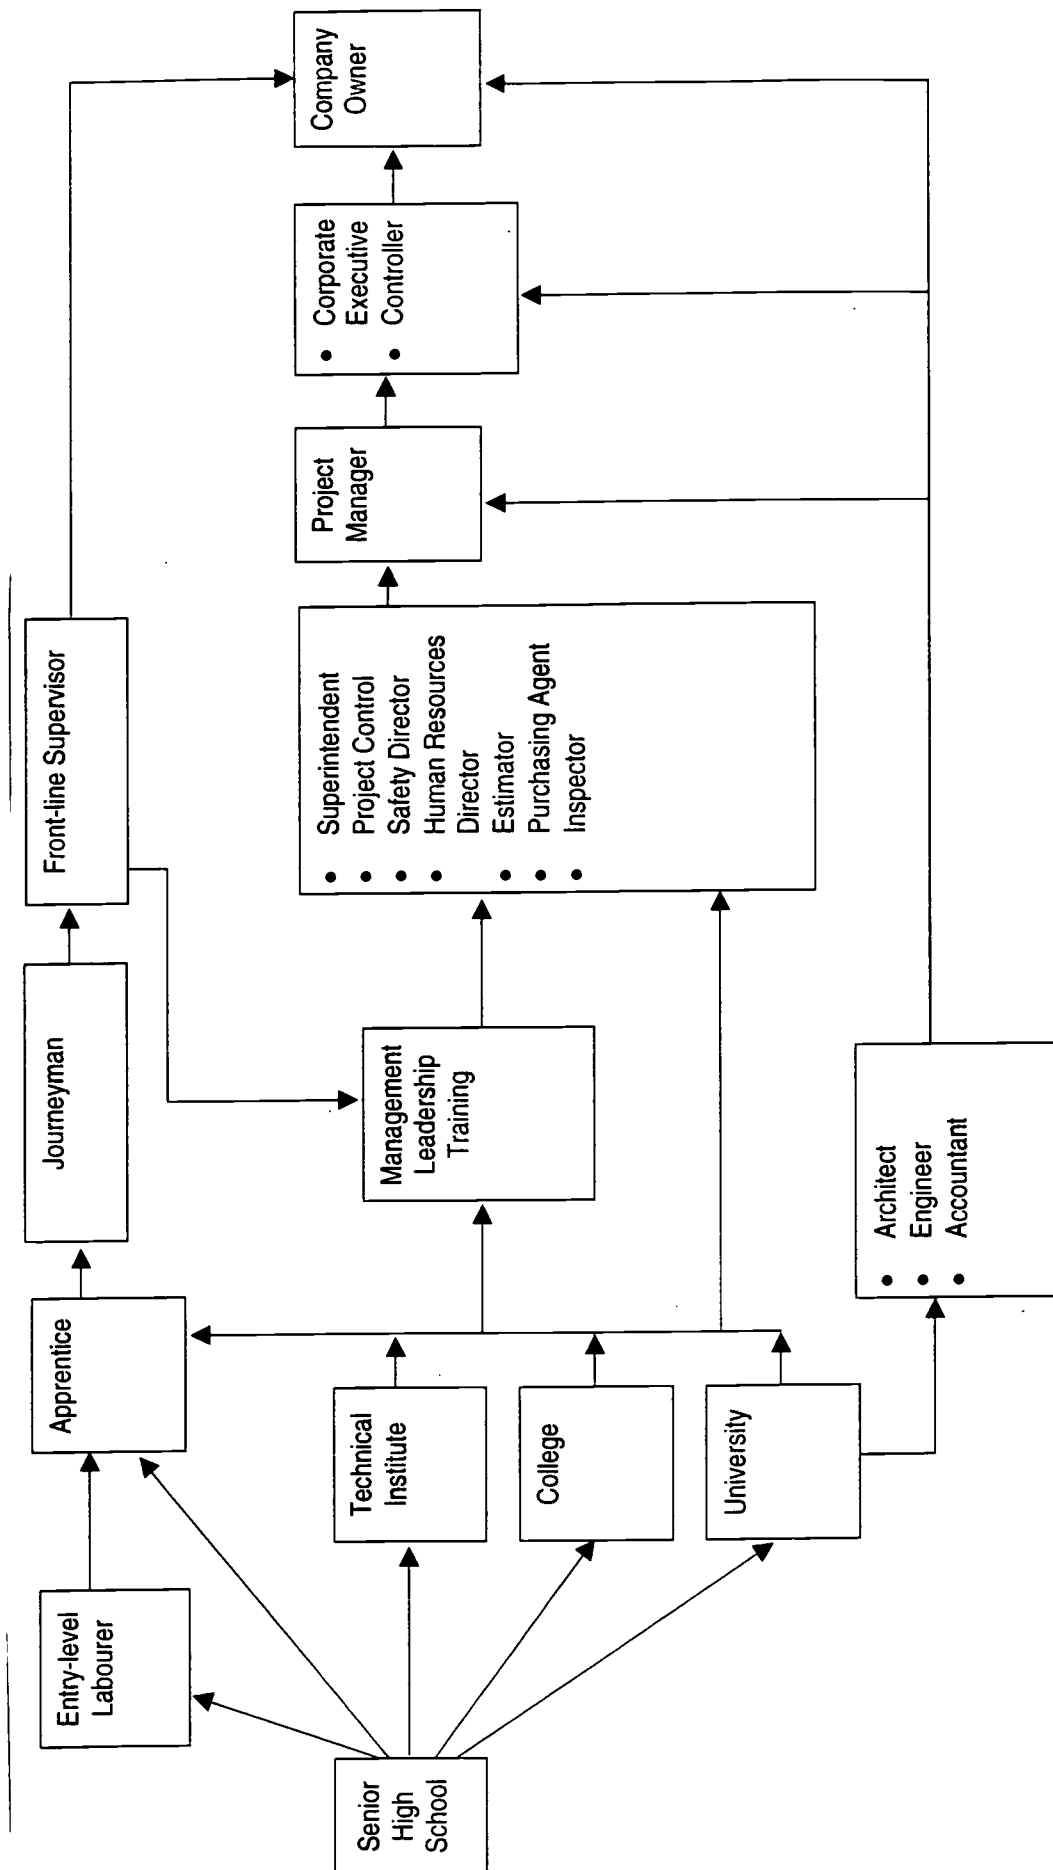 Senior
High
School
Entry-level
Labourer
Apprentice
Technical
Institute
College
University
Journeyman
Management
Leadership
Training
• Architect
• Engineer
• Accountant
Front-line Supervisor
• Superintendent
• Project Control
• Safety Director
• Human Resources
Director
• Estimator
• Purchasing Agent
• Inspector
Project
Manager
• Corporate
Executive
• Controller
Company
Owner